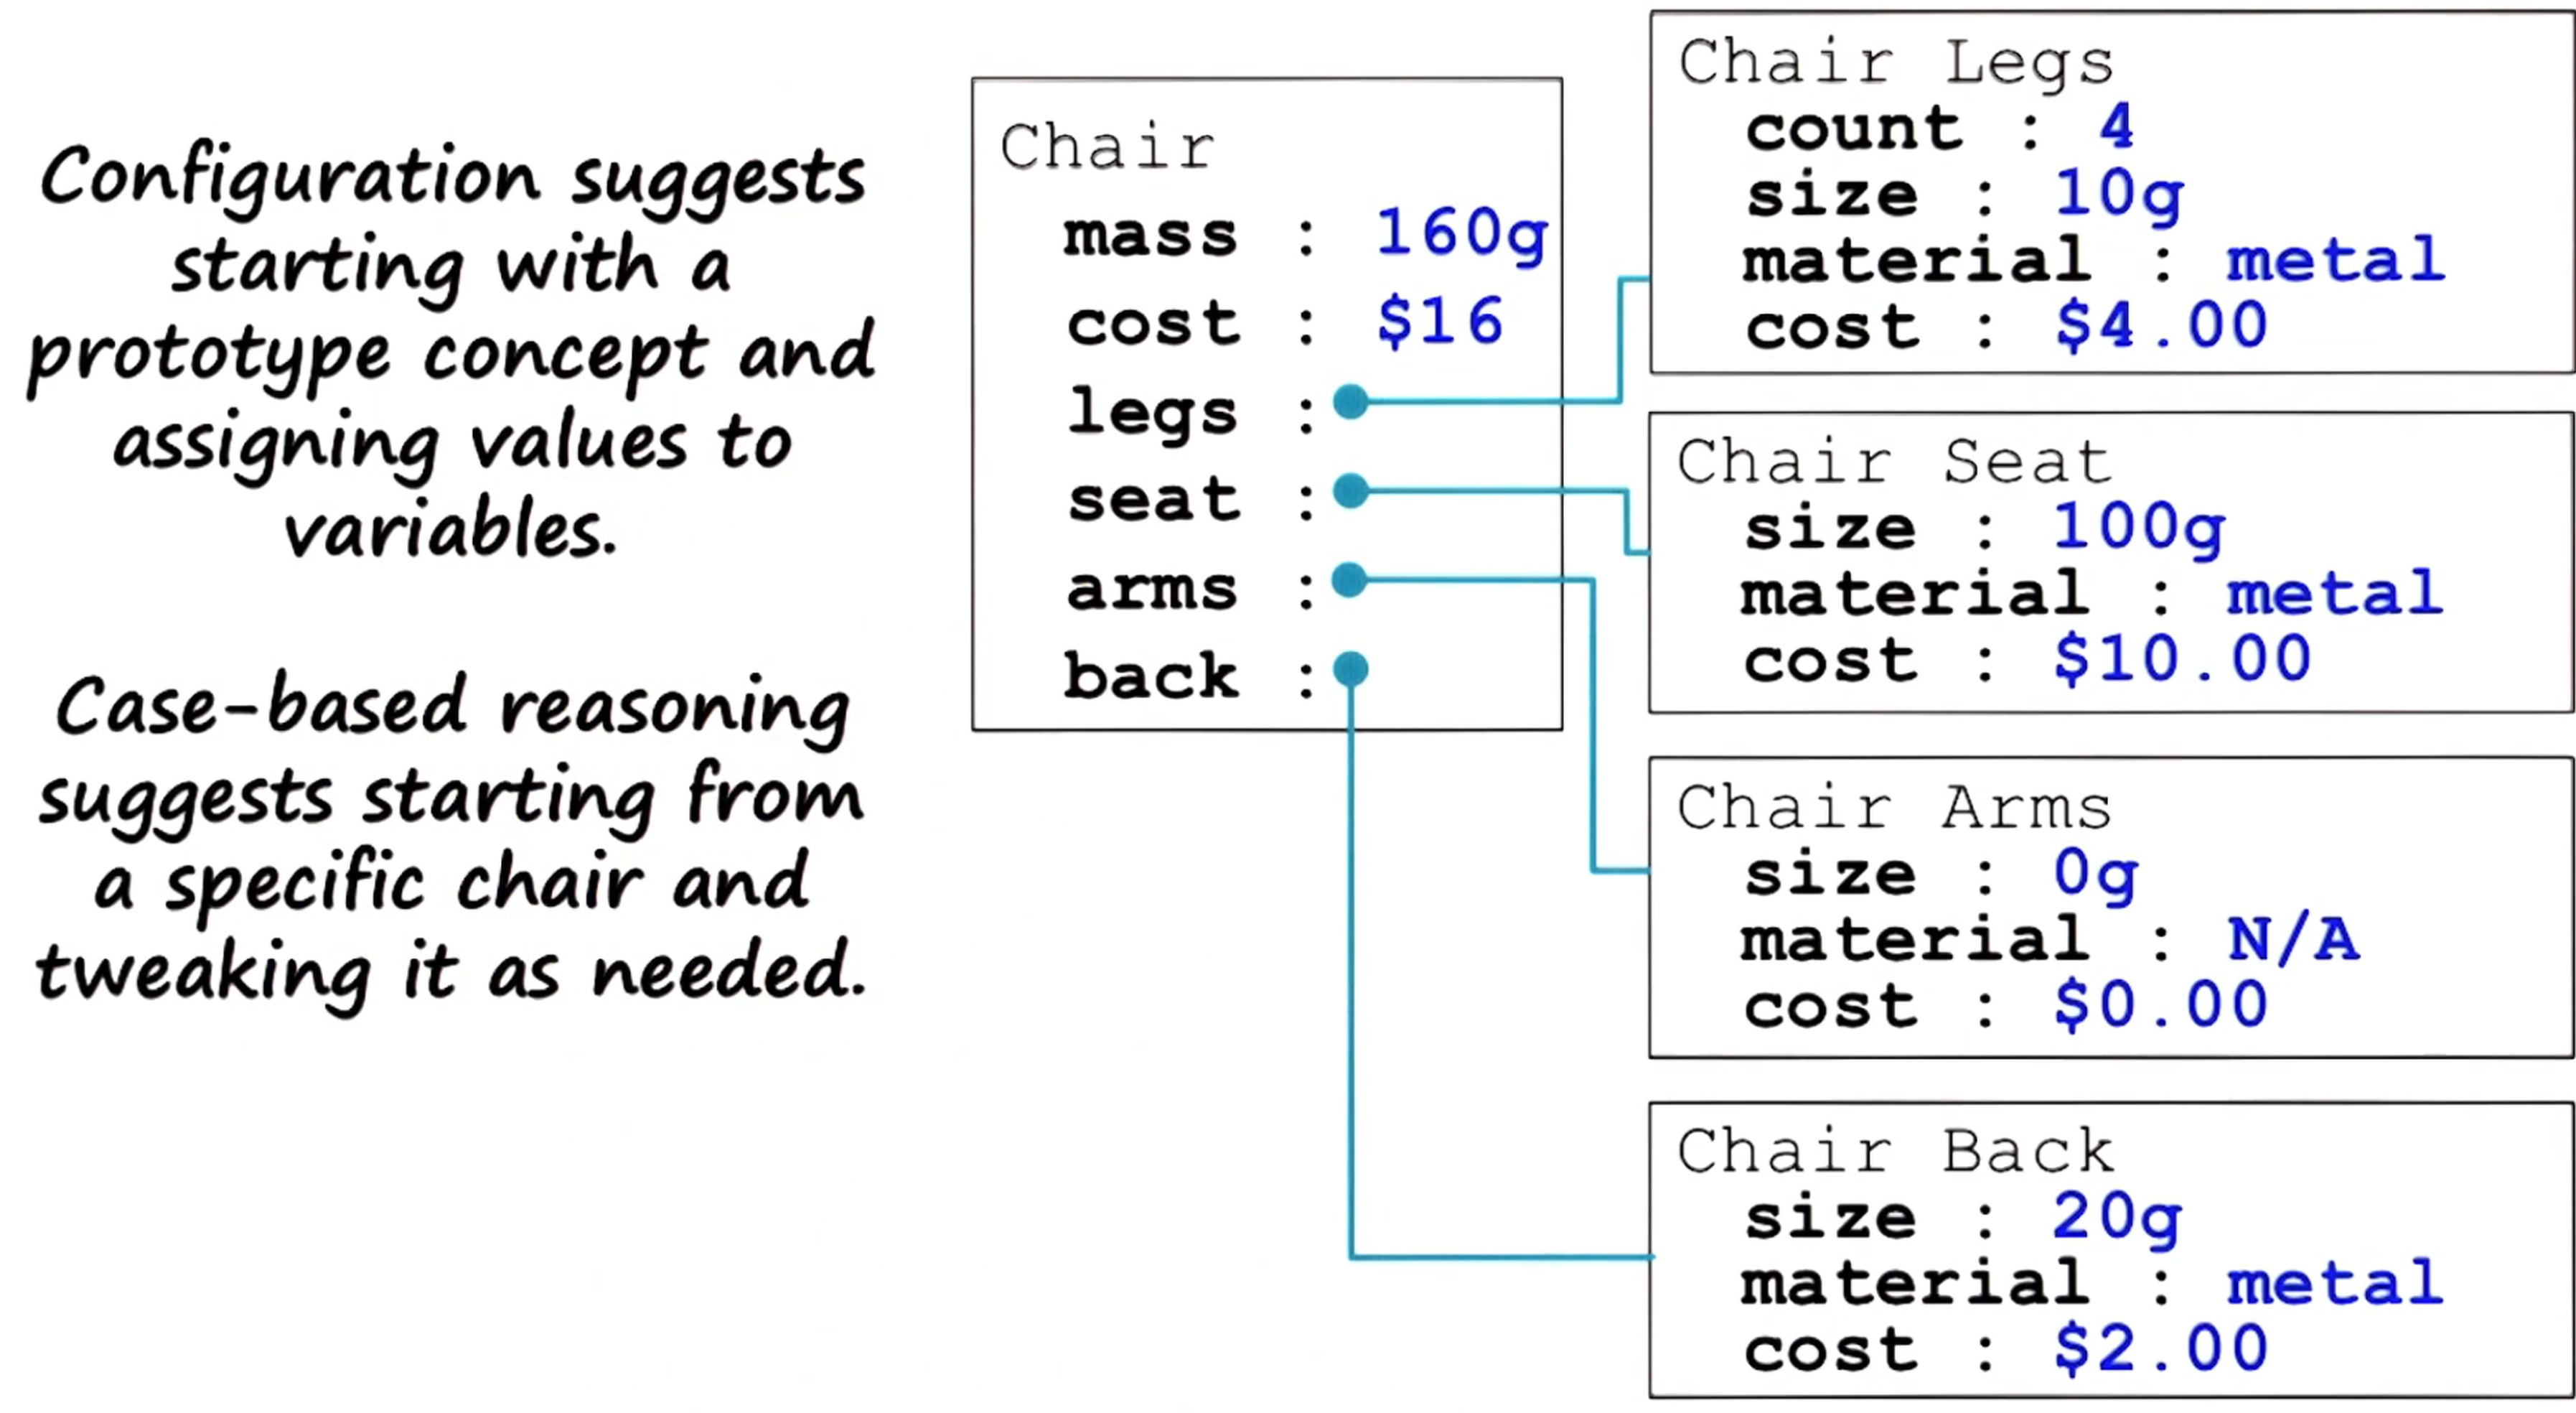 Configuration suggests
starting with a
prototype concept and
assigning values to
variables.
Case-based reasoning
suggests starting from
a specific chair and
tweaking it as needed.
Chair
mass : 160g
cost : $16
legs :
seat :
arms :
back :
Chair Legs
count : 4
size : 10g
material : metal
cost : $4.00
Chair Seat
size : 100g
material : metal
cost : $10.00
Chair Arms
size : 0g
material : N/A
cost : $0.00
Chair Back
size : 20g
material : metal
cost : $2.00